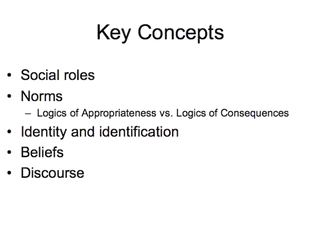 Key Concepts
• Social roles
• Norms
– Logics of Appropriateness vs. Logics of Consequences
• Identity and identification
• Beliefs
• Discourse